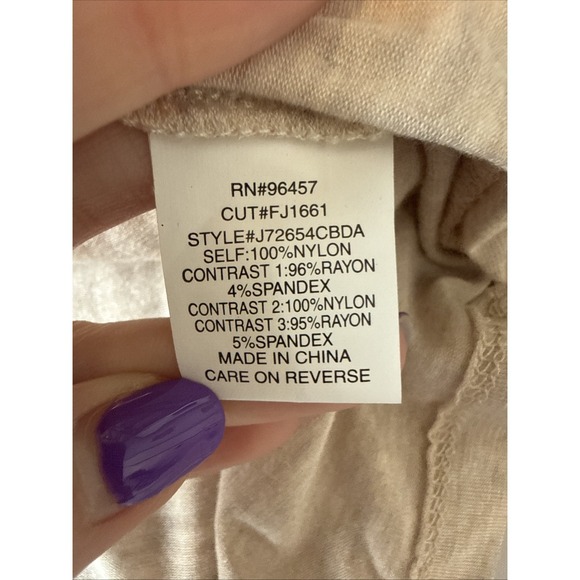 RN#96457
CUT#FJ1661
STYLE#J72654CBDA
SELF:100%NYLON
CONTRAST 1:96%RAYON
4%SPANDEX
CONTRAST 2:100%NYLON
CONTRAST 3:95%RAYON
5%SPANDEX
MADE IN CHINA
CARE ON REVERSE